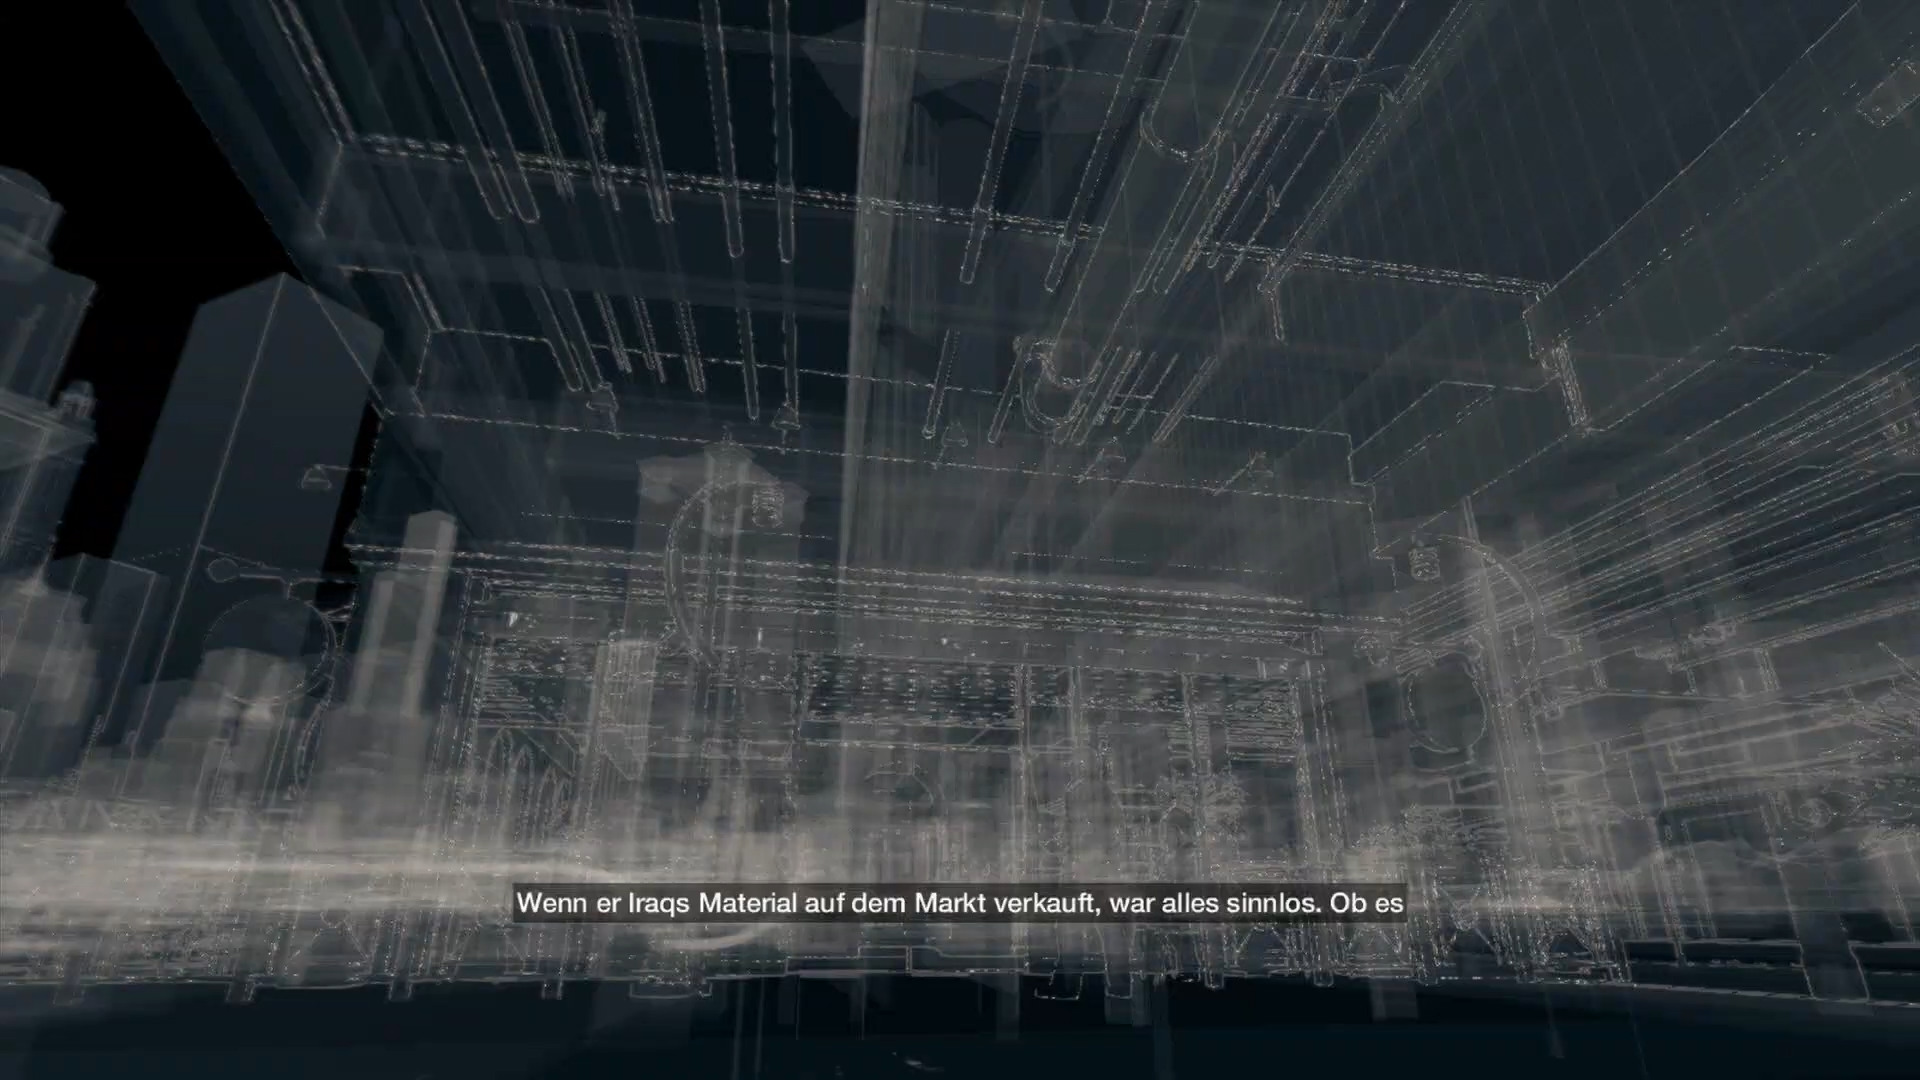 Wenn er Iraqs Material auf dem Markt verkauft, war alles sinnlos. Ob es